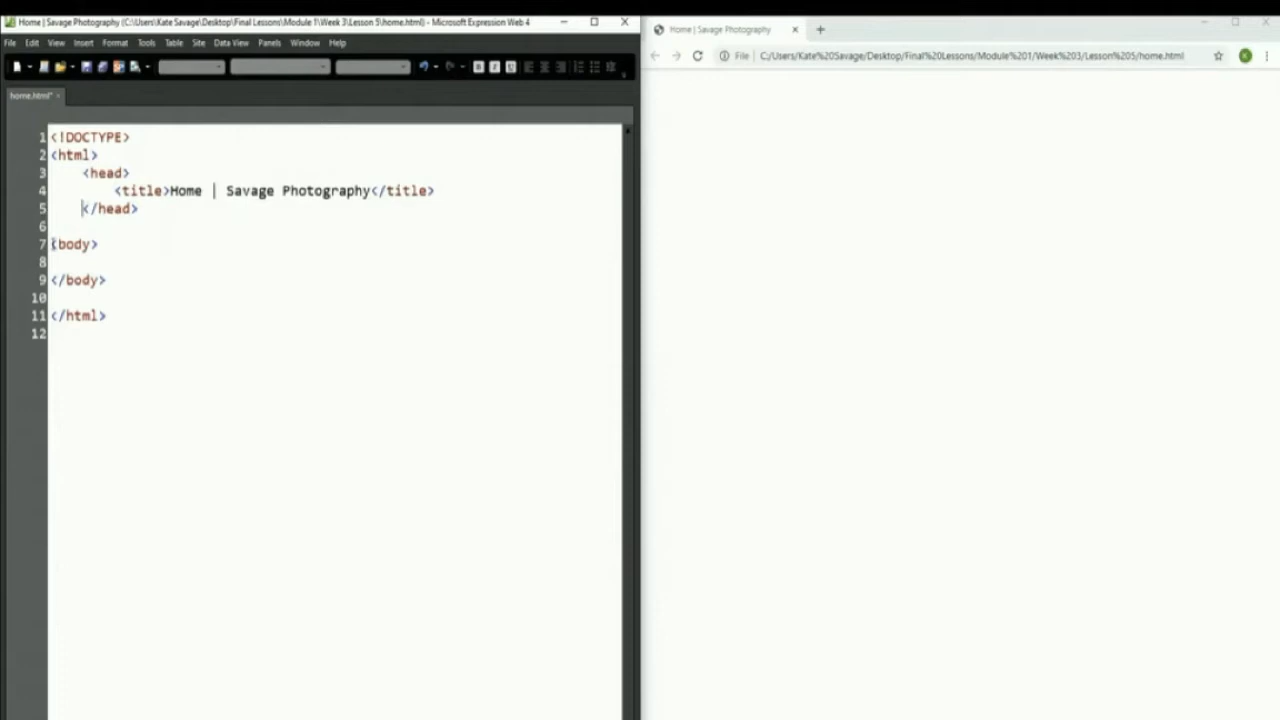 Home | Savage Photography (C:\Users\Kate Savage\Desktop\Final Lessons\Module 1\Week 3\Lesson 5\home.html) - Microsoft Expression Web 4
File Edit View Insert Format Tools Table Site Data View Panels Window Help
home.html*
1 <!DOCTYPE>
2 <html>
3 <head>
4 <title>Home | Savage Photography</title>
5 </head>
6
7 <body>
8
9 </body>
10
11 </html>
12
Home | Savage Photography
File C:/Users/Kate%20Savage/Desktop/Final%20Lessons/Module%201/Week%203/Lesson%205/home.html
K